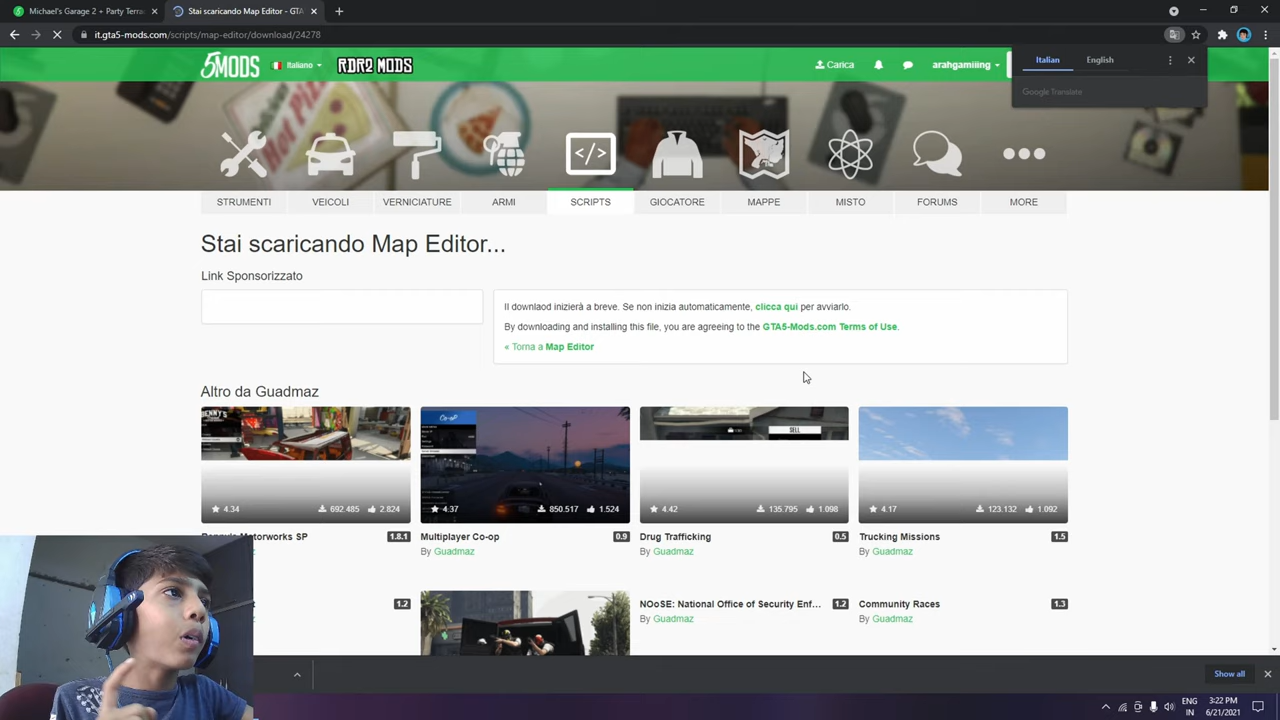 Michael's Garage 2 + Party Terra
Stai scaricando Map Editor - GTA
it.gta5-mods.com/scripts/map-editor/download/24278
5MODS
Italiano
RDR2 MODS
Carica
arahgamiiing
Italian
English
Google Translate
STRUMENTI
VEICOLI
VERNICIATURE
ARMI
SCRIPTS
GIOCATORE
MAPPE
MISTO
FORUMS
MORE
Stai scaricando Map Editor...
Link Sponsorizzato
Il downlaod inizierà a breve. Se non inizia automaticamente, clicca qui per avviarlo.
By downloading and installing this file, you are agreeing to the GTA5-Mods.com Terms of Use.
« Torna a Map Editor
Altro da Guadmaz
Co-op
SELL
4.34 692.485 2.824
4.37 850.517 1.524
4.42 135.795 1.098
4.17 123.132 1.092
Motorworks SP 1.8.1
Multiplayer Co-op 0.9
Drug Trafficking 0.5
Trucking Missions 1.5
By Guadmaz
By Guadmaz
By Guadmaz
1.2
NOoSE: National Office of Security Enf... 1.2
Community Races 1.3
By Guadmaz
By Guadmaz
Show all
ENG
IN
3:22 PM
6/21/2021